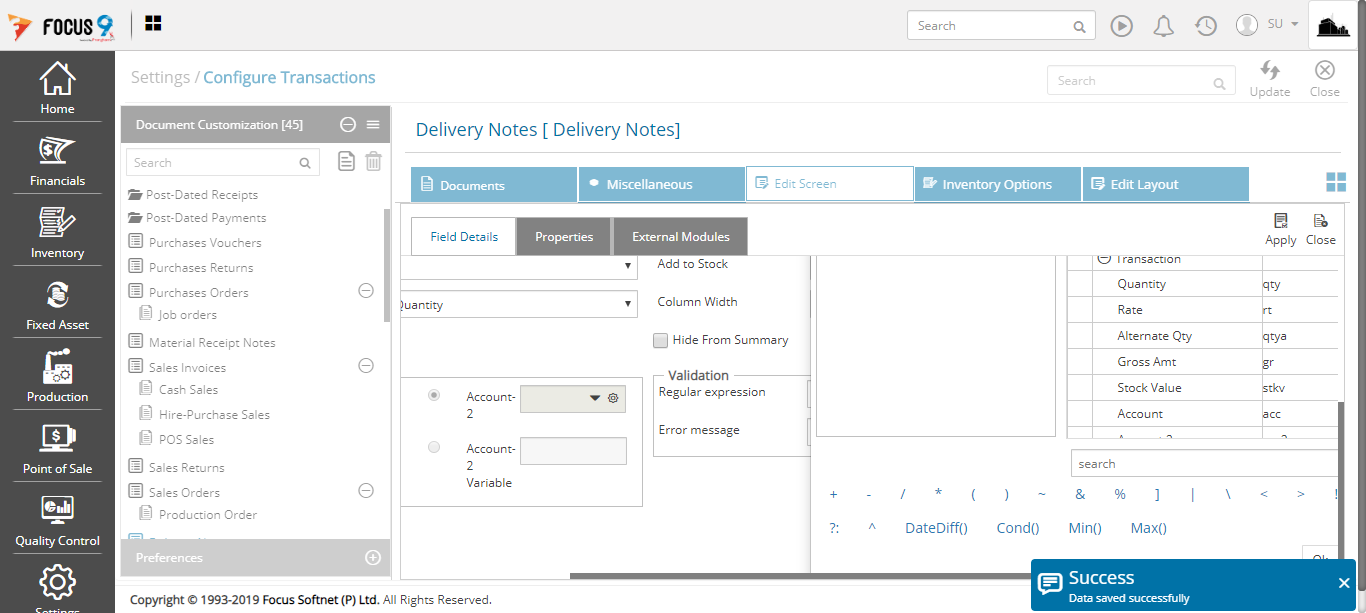 FOCUS 9
Search
SU
Home
Financials
Inventory
Fixed Asset
Production
Point of Sale
Quality Control
Settings
Settings / Configure Transactions
Search
Update
Close
Document Customization [45]
Search
Post-Dated Receipts
Post-Dated Payments
Purchases Vouchers
Purchases Returns
Purchases Orders
Job orders
Material Receipt Notes
Sales Invoices
Cash Sales
Hire-Purchase Sales
POS Sales
Sales Returns
Sales Orders
Production Order
Preferences
Delivery Notes [ Delivery Notes]
Documents
Miscellaneous
Edit Screen
Inventory Options
Edit Layout
Field Details
Properties
External Modules
Apply
Close
Quantity
Account-
2
Account-
2
Variable
Add to Stock
Column Width
Hide From Summary
Validation
Regular expression
Error message
Transaction
Quantity qty
Rate rt
Alternate Qty qtya
Gross Amt gr
Stock Value stkv
Account acc
search
+ - / * ( ) ~ & % ] | \ < > !
?: ^ DateDiff() Cond() Min() Max()
Ok
Success
Data saved successfully
Copyright © 1993-2019 Focus Softnet (P) Ltd. All Rights Reserved.